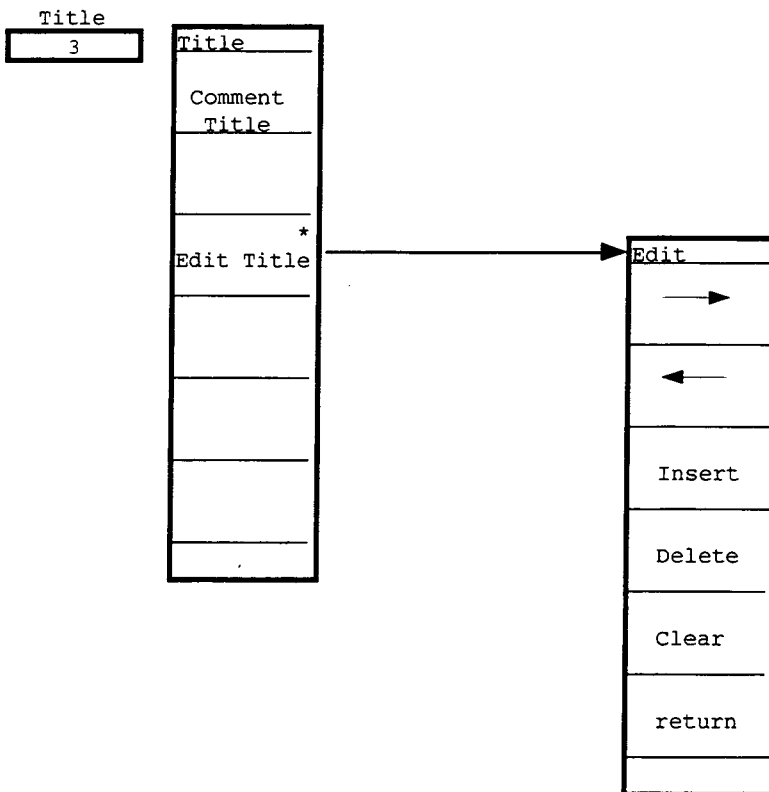 Title
3
Title
Comment
Title
*
Edit Title
Edit
Insert
Delete
Clear
return